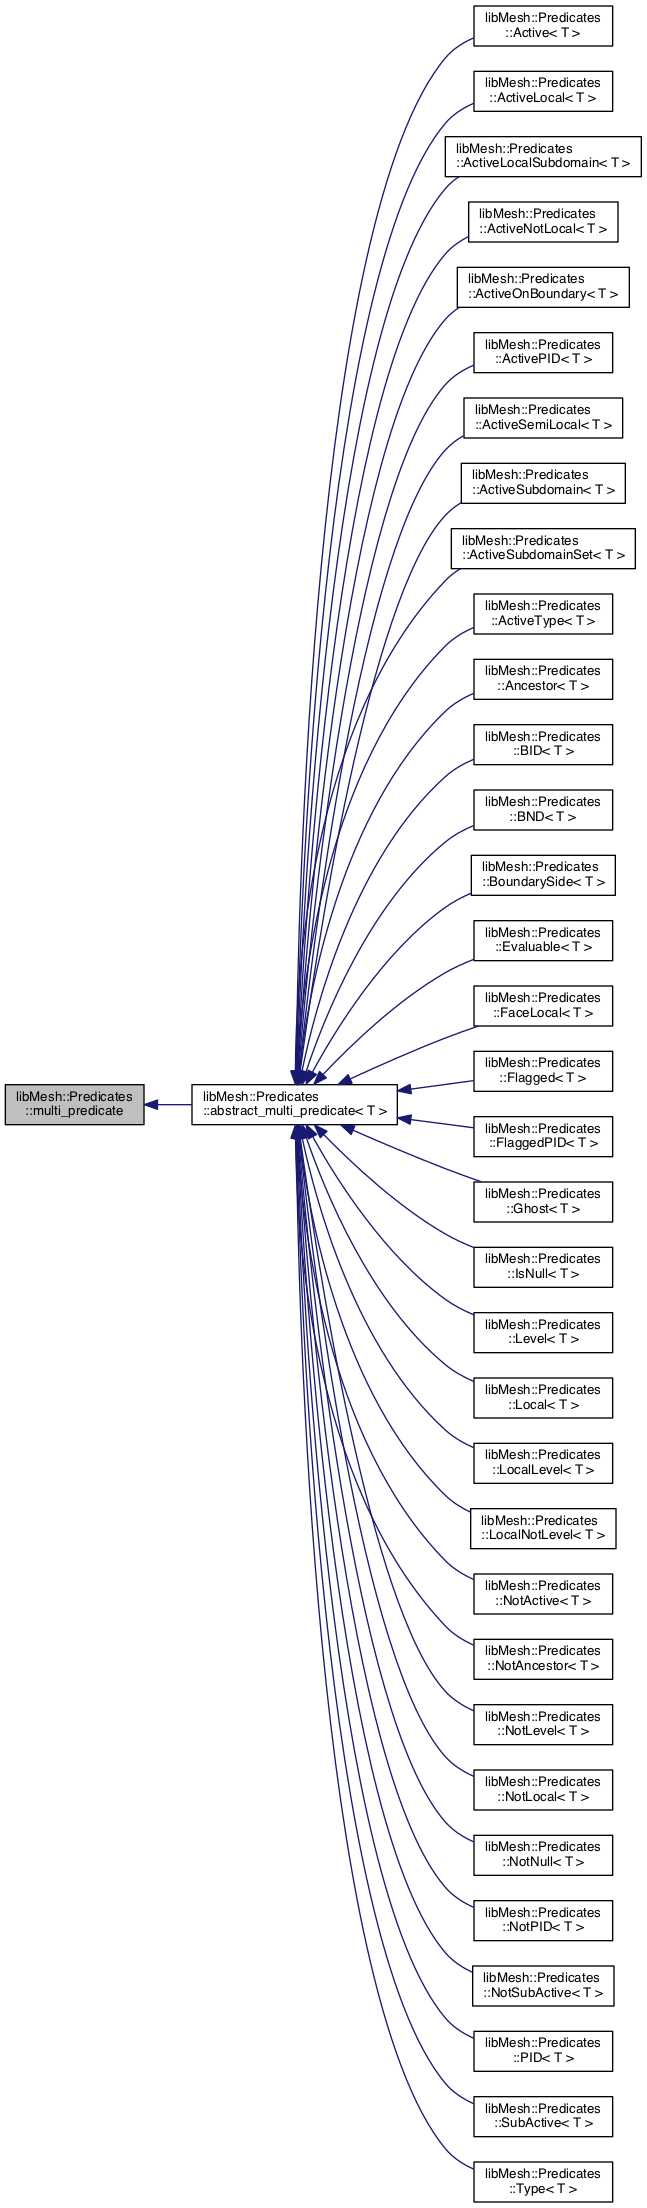 libMesh::Predicates
::Active< T >
libMesh::Predicates
::ActiveLocal< T >
libMesh::Predicates
::ActiveLocalSubdomain< T >
libMesh::Predicates
::ActiveNotLocal< T >
libMesh::Predicates
::ActiveOnBoundary< T >
libMesh::Predicates
::ActivePID< T >
libMesh::Predicates
::ActiveSemiLocal< T >
libMesh::Predicates
::ActiveSubdomain< T >
libMesh::Predicates
::ActiveSubdomainSet< T >
libMesh::Predicates
::ActiveType< T >
libMesh::Predicates
::Ancestor< T >
libMesh::Predicates
::BID< T >
libMesh::Predicates
::BND< T >
libMesh::Predicates
::BoundarySide< T >
libMesh::Predicates
::Evaluable< T >
libMesh::Predicates
::FaceLocal< T >
libMesh::Predicates
::Flagged< T >
libMesh::Predicates
::multi_predicate
libMesh::Predicates
::abstract_multi_predicate< T >
libMesh::Predicates
::FlaggedPID< T >
libMesh::Predicates
::Ghost< T >
libMesh::Predicates
::IsNull< T >
libMesh::Predicates
::Level< T >
libMesh::Predicates
::Local< T >
libMesh::Predicates
::LocalLevel< T >
libMesh::Predicates
::LocalNotLevel< T >
libMesh::Predicates
::NotActive< T >
libMesh::Predicates
::NotAncestor< T >
libMesh::Predicates
::NotLevel< T >
libMesh::Predicates
::NotLocal< T >
libMesh::Predicates
::NotNull< T >
libMesh::Predicates
::NotPID< T >
libMesh::Predicates
::NotSubActive< T >
libMesh::Predicates
::PID< T >
libMesh::Predicates
::SubActive< T >
libMesh::Predicates
::Type< T >